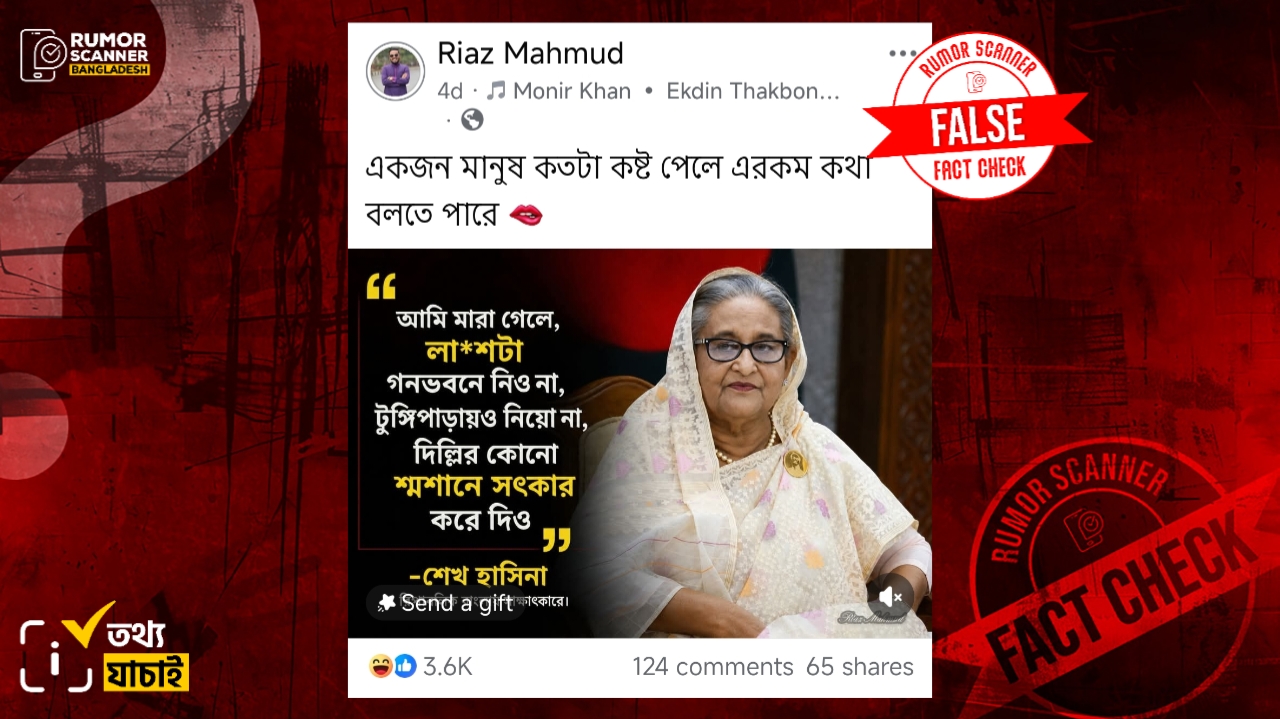 RUMOR
SCANNER
BANGLADESH
Riaz Mahmud
4d · Monir Khan • Ekdin Thakbon...
একজন মানুষ কতটা কষ্ট পেলে এরকম কথা
বলতে পারে
“
আমি মারা গেলে,
লা*শটা
গনভবনে নিও না,
টুঙ্গিপাড়ায়ও নিয়ো না,
দিল্লির কোনো
শ্মশানে সৎকার
করে দিও
”
-শেখ হাসিনা
Send a gift
Riaz Mahmud
3.6K 124 comments 65 shares
RUMOR SCANNER
FALSE
FACT CHECK
RUMOR SCANNER
FACT CHECK
তথ্য
যাচাই